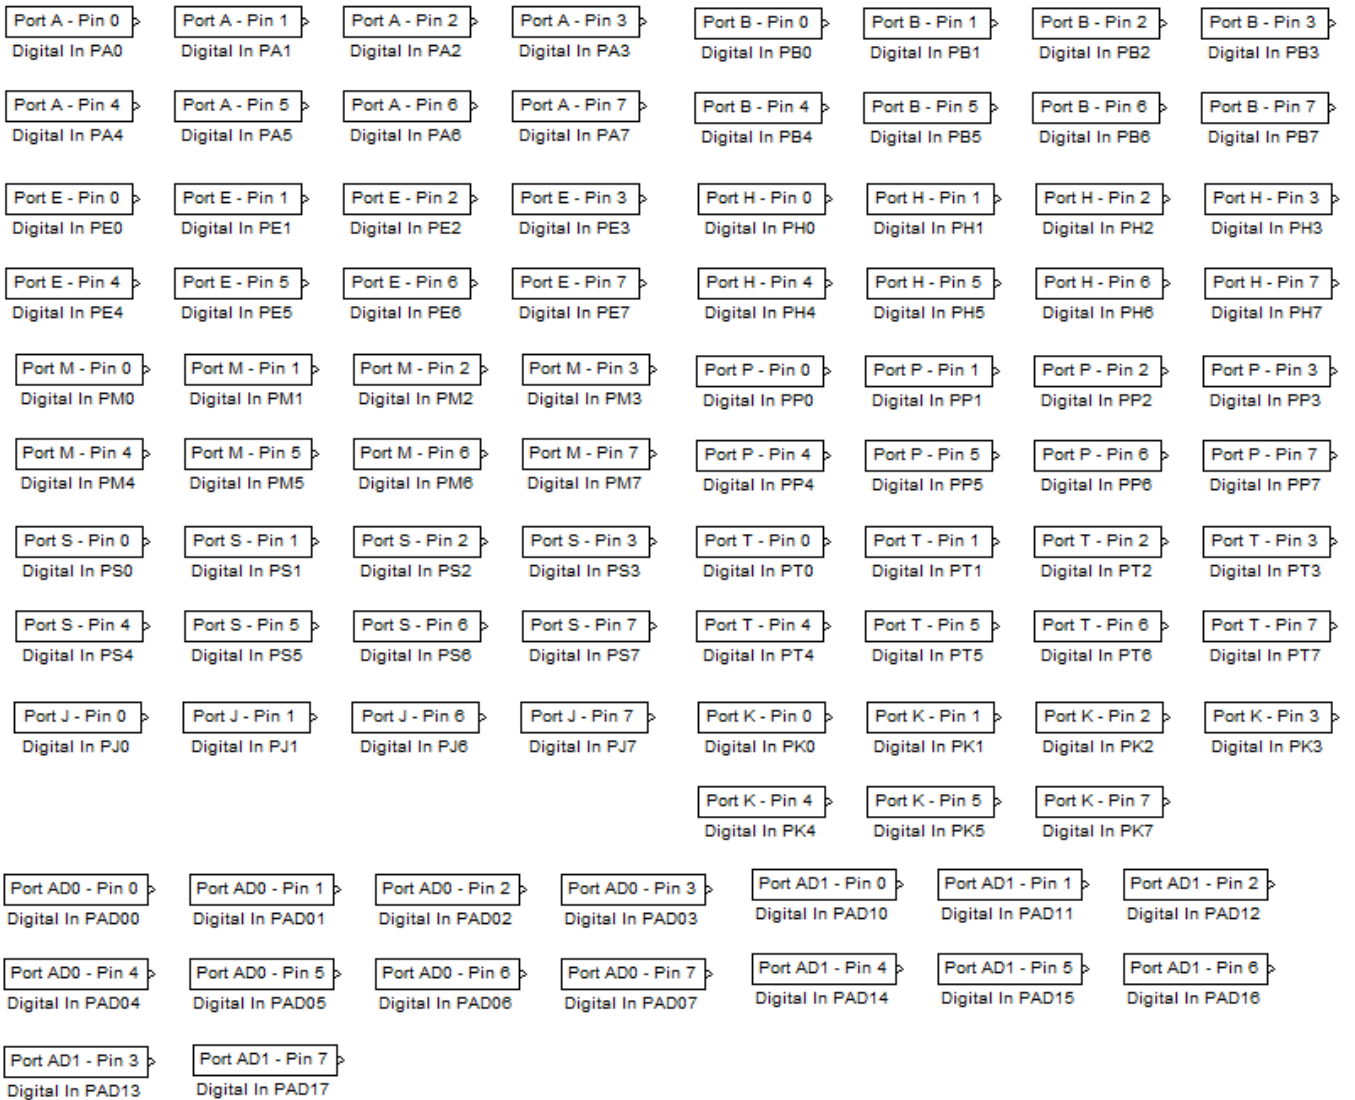 Port A - Pin 0 Port A - Pin 1 Port A - Pin 2 Port A - Pin 3 Port B - Pin 0 Port B - Pin 1 Port B - Pin 2 Port B - Pin 3
Digital In PA0 Digital In PA1 Digital In PA2 Digital In PA3 Digital In PB0 Digital In PB1 Digital In PB2 Digital In PB3
Port A - Pin 4 Port A - Pin 5 Port A - Pin 6 Port A - Pin 7 Port B - Pin 4 Port B - Pin 5 Port B - Pin 6 Port B - Pin 7
Digital In PA4 Digital In PA5 Digital In PA6 Digital In PA7 Digital In PB4 Digital In PB5 Digital In PB6 Digital In PB7
Port E - Pin 0 Port E - Pin 1 Port E - Pin 2 Port E - Pin 3 Port H - Pin 0 Port H - Pin 1 Port H - Pin 2 Port H - Pin 3
Digital In PE0 Digital In PE1 Digital In PE2 Digital In PE3 Digital In PH0 Digital In PH1 Digital In PH2 Digital In PH3
Port E - Pin 4 Port E - Pin 5 Port E - Pin 6 Port E - Pin 7 Port H - Pin 4 Port H - Pin 5 Port H - Pin 6 Port H - Pin 7
Digital In PE4 Digital In PE5 Digital In PE6 Digital In PE7 Digital In PH4 Digital In PH5 Digital In PH6 Digital In PH7
Port M - Pin 0 Port M - Pin 1 Port M - Pin 2 Port M - Pin 3 Port P - Pin 0 Port P - Pin 1 Port P - Pin 2 Port P - Pin 3
Digital In PM0 Digital In PM1 Digital In PM2 Digital In PM3 Digital In PP0 Digital In PP1 Digital In PP2 Digital In PP3
Port M - Pin 4 Port M - Pin 5 Port M - Pin 6 Port M - Pin 7 Port P - Pin 4 Port P - Pin 5 Port P - Pin 6 Port P - Pin 7
Digital In PM4 Digital In PM5 Digital In PM6 Digital In PM7 Digital In PP4 Digital In PP5 Digital In PP6 Digital In PP7
Port S - Pin 0 Port S - Pin 1 Port S - Pin 2 Port S - Pin 3 Port T - Pin 0 Port T - Pin 1 Port T - Pin 2 Port T - Pin 3
Digital In PS0 Digital In PS1 Digital In PS2 Digital In PS3 Digital In PT0 Digital In PT1 Digital In PT2 Digital In PT3
Port S - Pin 4 Port S - Pin 5 Port S - Pin 6 Port S - Pin 7 Port T - Pin 4 Port T - Pin 5 Port T - Pin 6 Port T - Pin 7
Digital In PS4 Digital In PS5 Digital In PS6 Digital In PS7 Digital In PT4 Digital In PT5 Digital In PT6 Digital In PT7
Port J - Pin 0 Port J - Pin 1 Port J - Pin 6 Port J - Pin 7 Port K - Pin 0 Port K - Pin 1 Port K - Pin 2 Port K - Pin 3
Digital In PJ0 Digital In PJ1 Digital In PJ6 Digital In PJ7 Digital In PK0 Digital In PK1 Digital In PK2 Digital In PK3
Port K - Pin 4 Port K - Pin 5 Port K - Pin 7
Digital In PK4 Digital In PK5 Digital In PK7
Port AD0 - Pin 0 Port AD0 - Pin 1 Port AD0 - Pin 2 Port AD0 - Pin 3 Port AD1 - Pin 0 Port AD1 - Pin 1 Port AD1 - Pin 2
Digital In PAD00 Digital In PAD01 Digital In PAD02 Digital In PAD03 Digital In PAD10 Digital In PAD11 Digital In PAD12
Port AD0 - Pin 4 Port AD0 - Pin 5 Port AD0 - Pin 6 Port AD0 - Pin 7 Port AD1 - Pin 4 Port AD1 - Pin 5 Port AD1 - Pin 6
Digital In PAD04 Digital In PAD05 Digital In PAD06 Digital In PAD07 Digital In PAD14 Digital In PAD15 Digital In PAD16
Port AD1 - Pin 3 Port AD1 - Pin 7
Digital In PAD13 Digital In PAD17